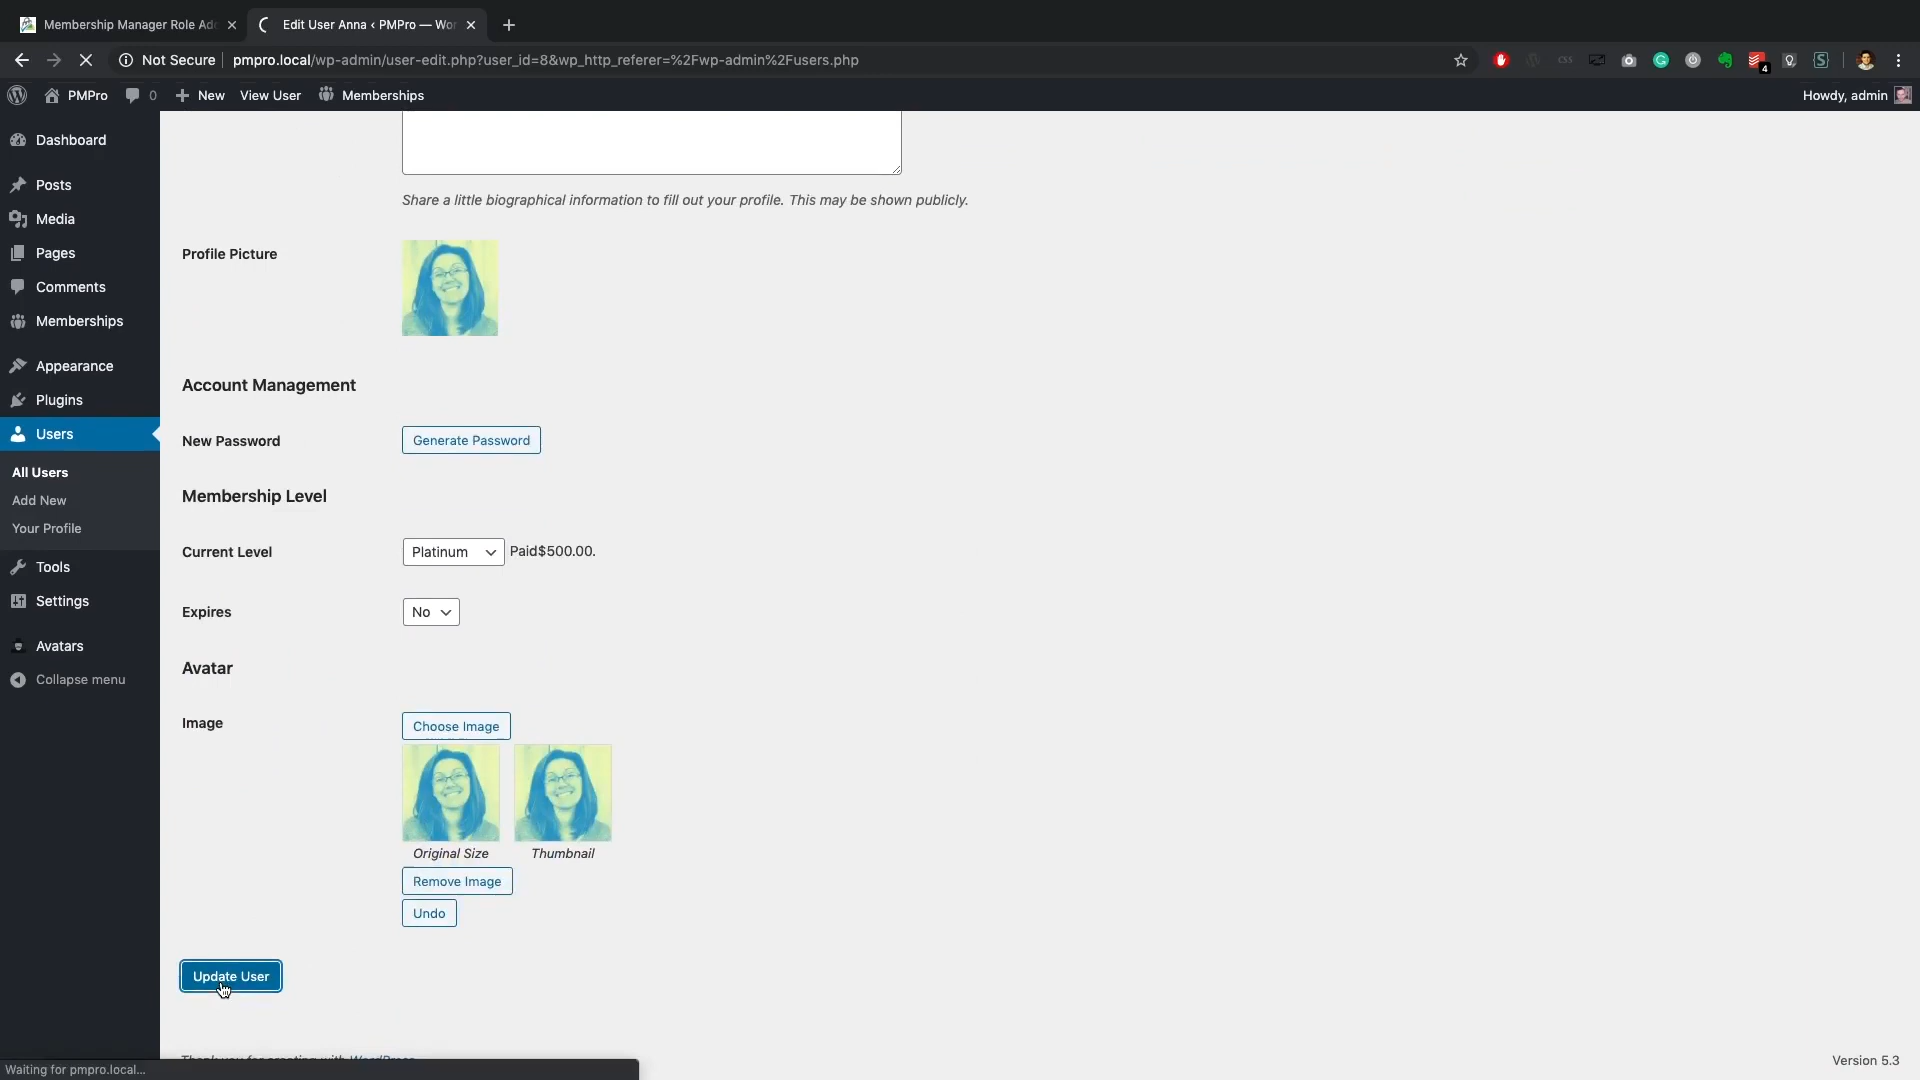 Membership Manager Role Ad
Edit User Anna ‹ PMPro — Wor
Not Secure
pmpro.local/wp-admin/user-edit.php?user_id=8&wp_http_referer=%2Fwp-admin%2Fusers.php
4
PMPro
0
New
View User
Memberships
Howdy, admin
Dashboard
Posts
Media
Pages
Comments
Memberships
Appearance
Plugins
Users
All Users
Add New
Your Profile
Tools
Settings
Avatars
Collapse menu
Share a little biographical information to fill out your profile. This may be shown publicly.
Profile Picture
Account Management
New Password
Generate Password
Membership Level
Current Level
Platinum
Paid$500.00.
Expires
No
Avatar
Image
Choose Image
Original Size
Thumbnail
Remove Image
Undo
Update User
Thank you for creating with WordPress.
Version 5.3
Waiting for pmpro.local...